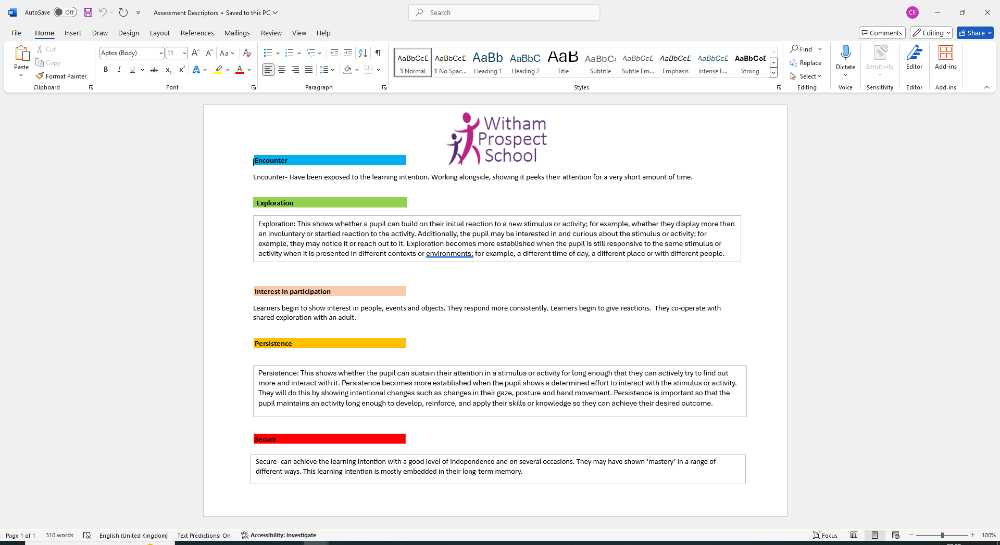 AutoSave Off Assessment Descriptors • Saved to this PC Search CR
File Home Insert Draw Design Layout References Mailings Review View Help Comments Editing Share
Paste Cut Copy Format Painter
Aptos (Body) 11 Aa
B I U ab x₂ x² A A
AaBbCcD AaBbCcD AaBb AaBbC AaB AaBbCcC AaBbCcD AaBbCcD AaBbCcD AaBbCcD
¶ Normal ¶ No Spac... Heading 1 Heading 2 Title Subtitle Subtle Em... Emphasis Intense E... Strong
Find Replace Select
Dictate Sensitivity Editor Add-ins
Clipboard Font Paragraph Styles Editing Voice Sensitivity Editor Add-ins
Witham
Prospect
School
Encounter
Encounter- Have been exposed to the learning intention. Working alongside, showing it peeks their attention for a very short amount of time.
Exploration
Exploration: This shows whether a pupil can build on their initial reaction to a new stimulus or activity; for example, whether they display more than
an involuntary or startled reaction to the activity. Additionally, the pupil may be interested in and curious about the stimulus or activity; for
example, they may notice it or reach out to it. Exploration becomes more established when the pupil is still responsive to the same stimulus or
activity when it is presented in different contexts or environments; for example, a different time of day, a different place or with different people.
Interest in participation
Learners begin to show interest in people, events and objects. They respond more consistently. Learners begin to give reactions.  They co-operate with
shared exploration with an adult.
Persistence
Persistence: This shows whether the pupil can sustain their attention in a stimulus or activity for long enough that they can actively try to find out
more and interact with it. Persistence becomes more established when the pupil shows a determined effort to interact with the stimulus or activity.
They will do this by showing intentional changes such as changes in their gaze, posture and hand movement. Persistence is important so that the
pupil maintains an activity long enough to develop, reinforce, and apply their skills or knowledge so they can achieve their desired outcome.
Secure
Secure- can achieve the learning intention with a good level of independence and on several occasions. They may have shown ‘mastery’ in a range of
different ways. This learning intention is mostly embedded in their long-term memory.
Page 1 of 1 310 words English (United Kingdom) Text Predictions: On Accessibility: Investigate Focus 100%